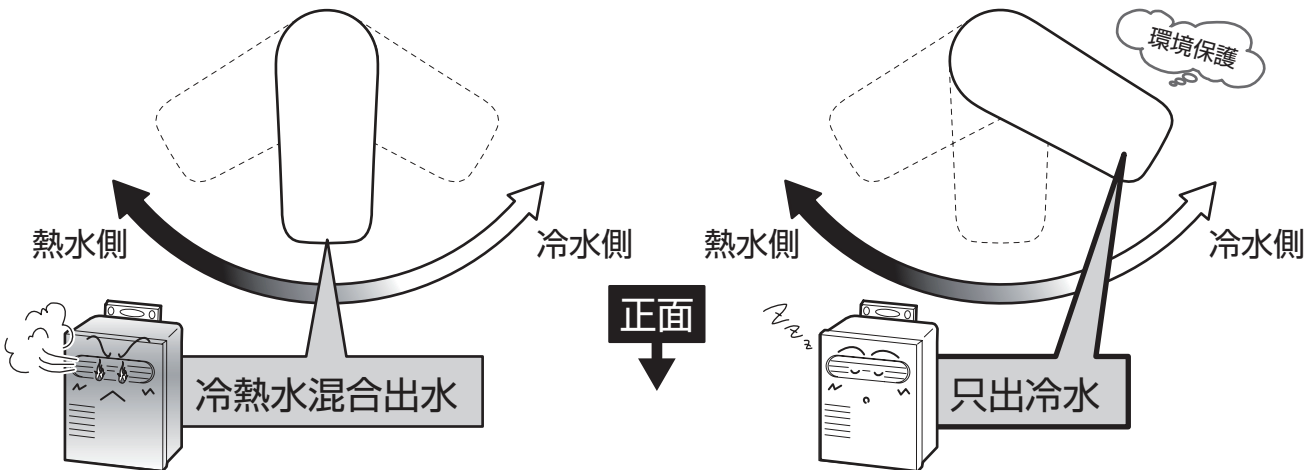 熱水側
冷水側
冷熱水混合出水
正面
環境保護
熱水側
冷水側
zzz
只出冷水